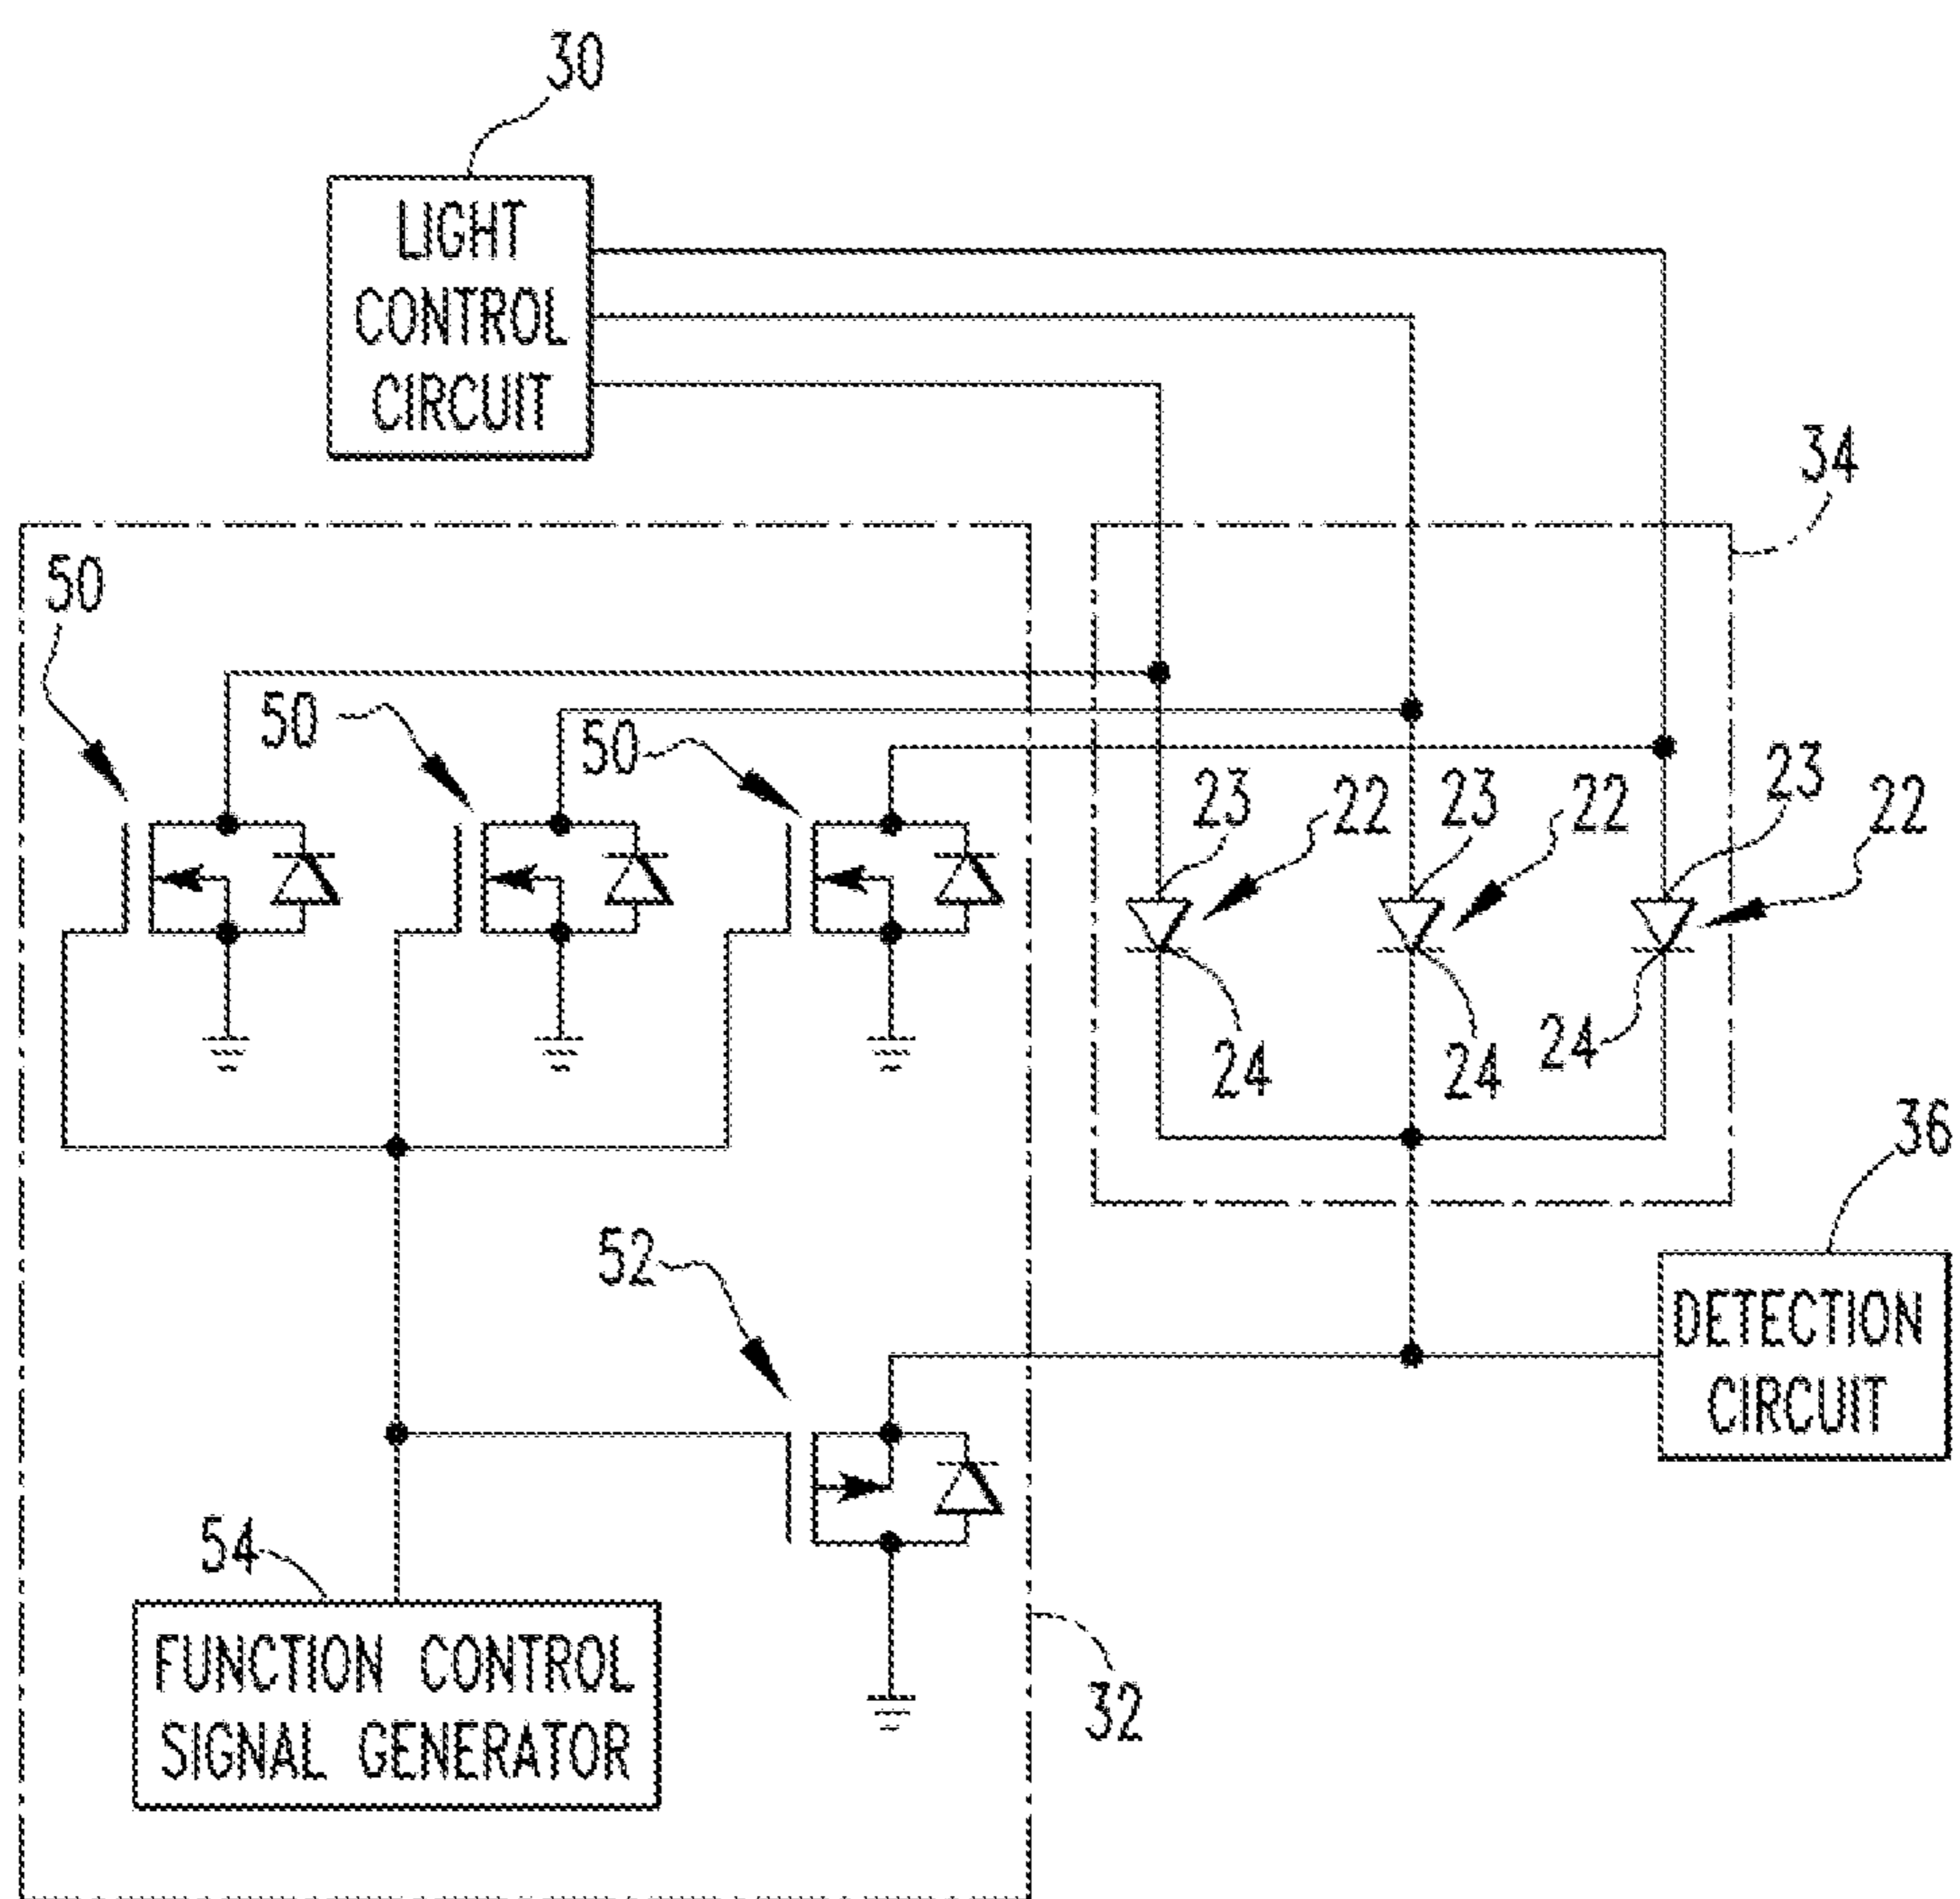 30
LIGHT
CONTROL
CIRCUIT
34
50
50
50
23
22
23
22
23
22
24
24
24
36
52
DETECTION
CIRCUIT
54
FUNCTION CONTROL
SIGNAL GENERATOR
32